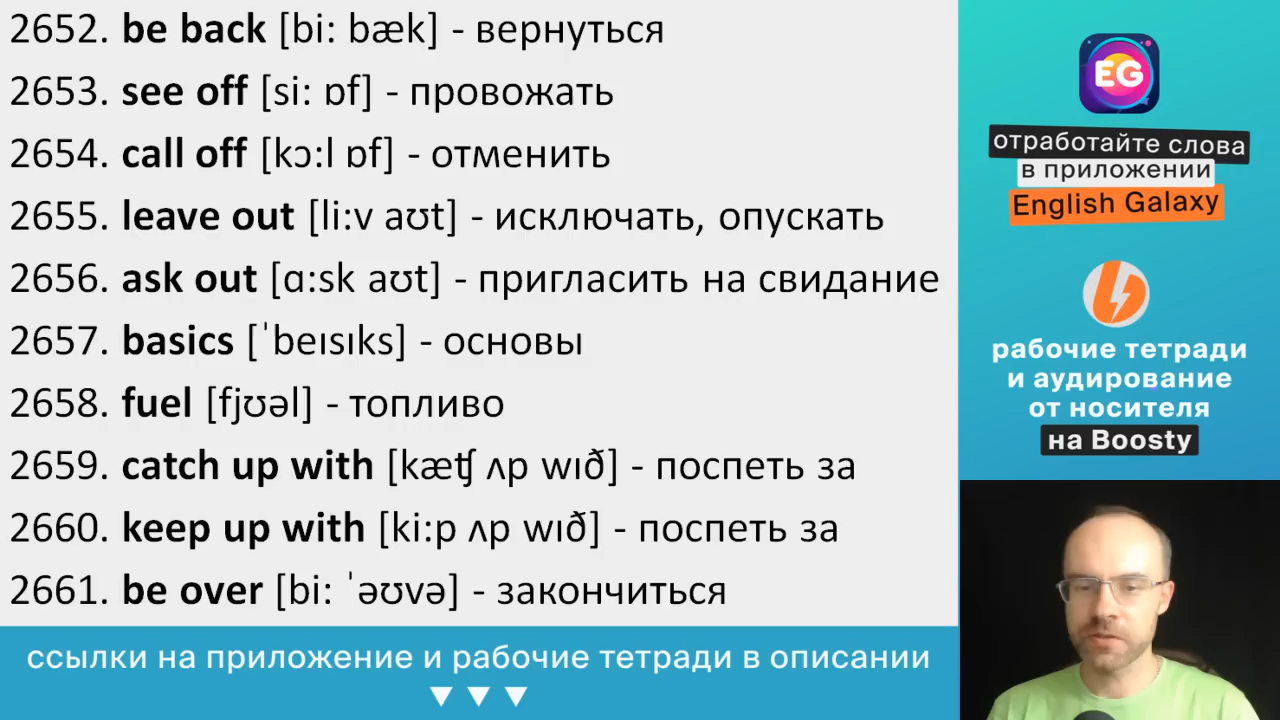 2652. be back [bi: bæk] - вернуться
2653. see off [si: ɒf] - провожать
2654. call off [kɔ:l ɒf] - отменить
2655. leave out [li:v aʊt] - исключать, опускать
2656. ask out [ɑ:sk aʊt] - пригласить на свидание
2657. basics [ˈbeɪsɪks] - основы
2658. fuel [fjʊəl] - топливо
2659. catch up with [kæʧ ʌp wɪð] - поспеть за
2660. keep up with [ki:p ʌp wɪð] - поспеть за
2661. be over [bi: ˈəʊvə] - закончиться
ссылки на приложение и рабочие тетради в описании
EG
отработайте слова
в приложении
English Galaxy
рабочие тетради
и аудирование
от носителя
на Boosty